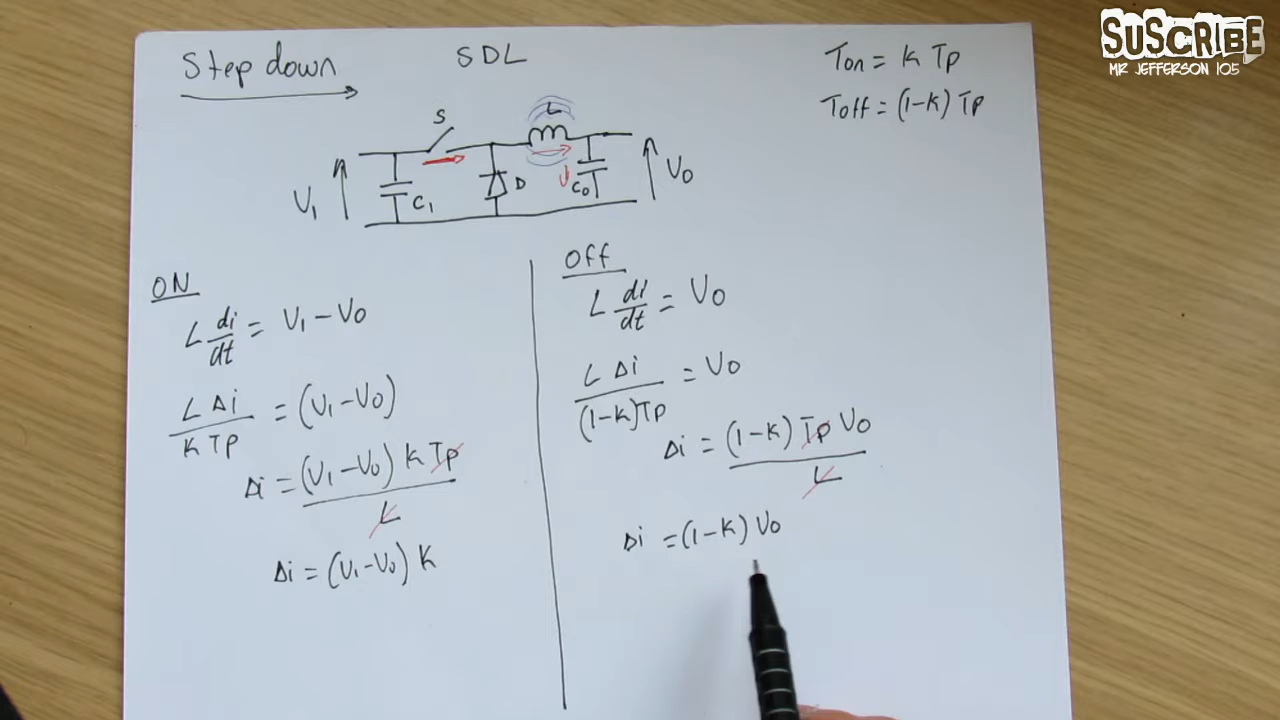 SUSCRIBE
MR JEFFERSON 105
Step down
SDL
Ton = K Tp
Toff = (1-K) Tp
S
L
V1
C1
D
C0
V0
ON
L di/dt = V1 - V0
L Δi / K Tp = (V1 - V0)
Δi = (V1 - V0) K Tp / L
Δi = (V1 - V0) K
Off
L di/dt = V0
L Δi / (1-K)Tp = V0
Δi = (1-K) Tp V0 / L
Δi = (1-K) V0